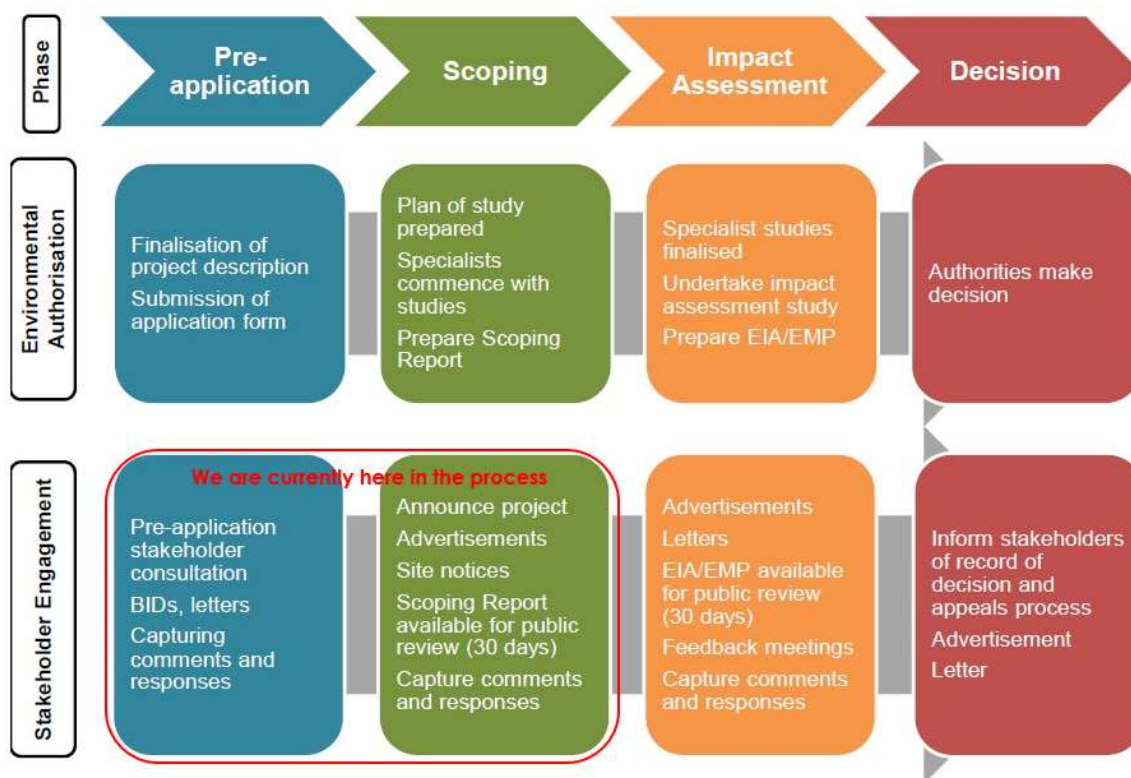 Phase
Pre-
application
Scoping
Impact
Assessment
Decision
Environmental
Authorisation
Finalisation of
project description
Submission of
application form
Plan of study
prepared
Specialists
commence with
studies
Prepare Scoping
Report
Specialist studies
finalised
Undertake impact
assessment study
Prepare EIA/EMP
Authorities make
decision
Stakeholder Engagement
We are currently here in the process
Pre-application
stakeholder
consultation
BIDs, letters
Capturing
comments and
responses
Announce project
Advertisements
Site notices
Scoping Report
available for public
review (30 days)
Capture comments
and responses
Advertisements
Letters
EIA/EMP available
for public review
(30 days)
Feedback meetings
Capture comments
and responses
Inform stakeholders
of record of
decision and
appeals process
Advertisement
Letter